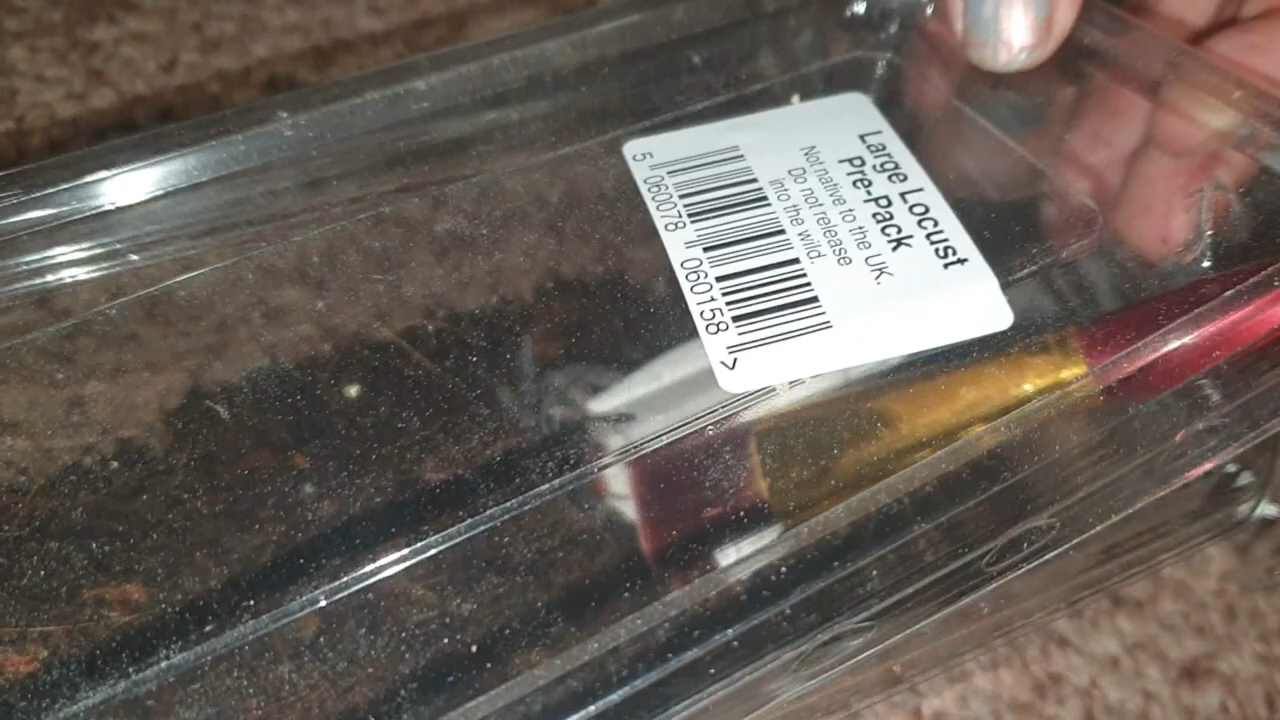 Large Locust
Pre-Pack
Not native to the UK.
Do not release
into the wild
5 060078 060158 >